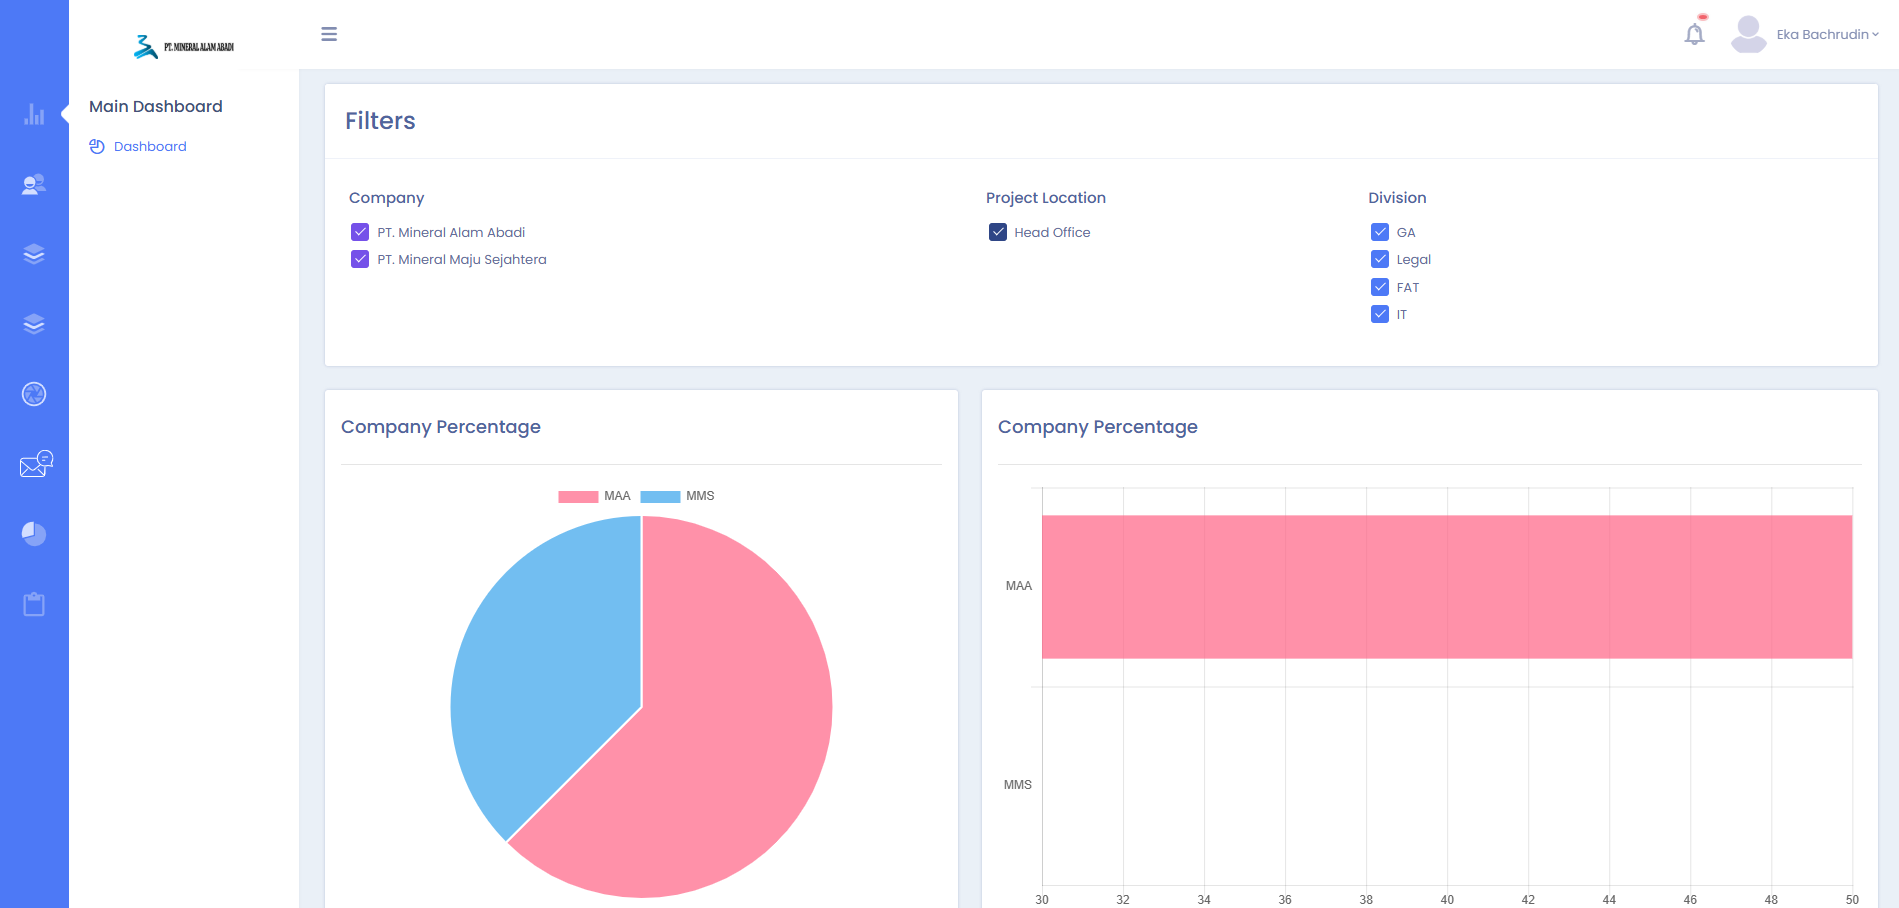 PT. MINERAL ALAM ABADI
Eka Bachrudin
Main Dashboard
Dashboard
Filters
Company
PT. Mineral Alam Abadi
PT. Mineral Maju Sejahtera
Project Location
Head Office
Division
GA
Legal
FAT
IT
Company Percentage
MAA MMS
Company Percentage
MAA
MMS
30 32 34 36 38 40 42 44 46 48 50